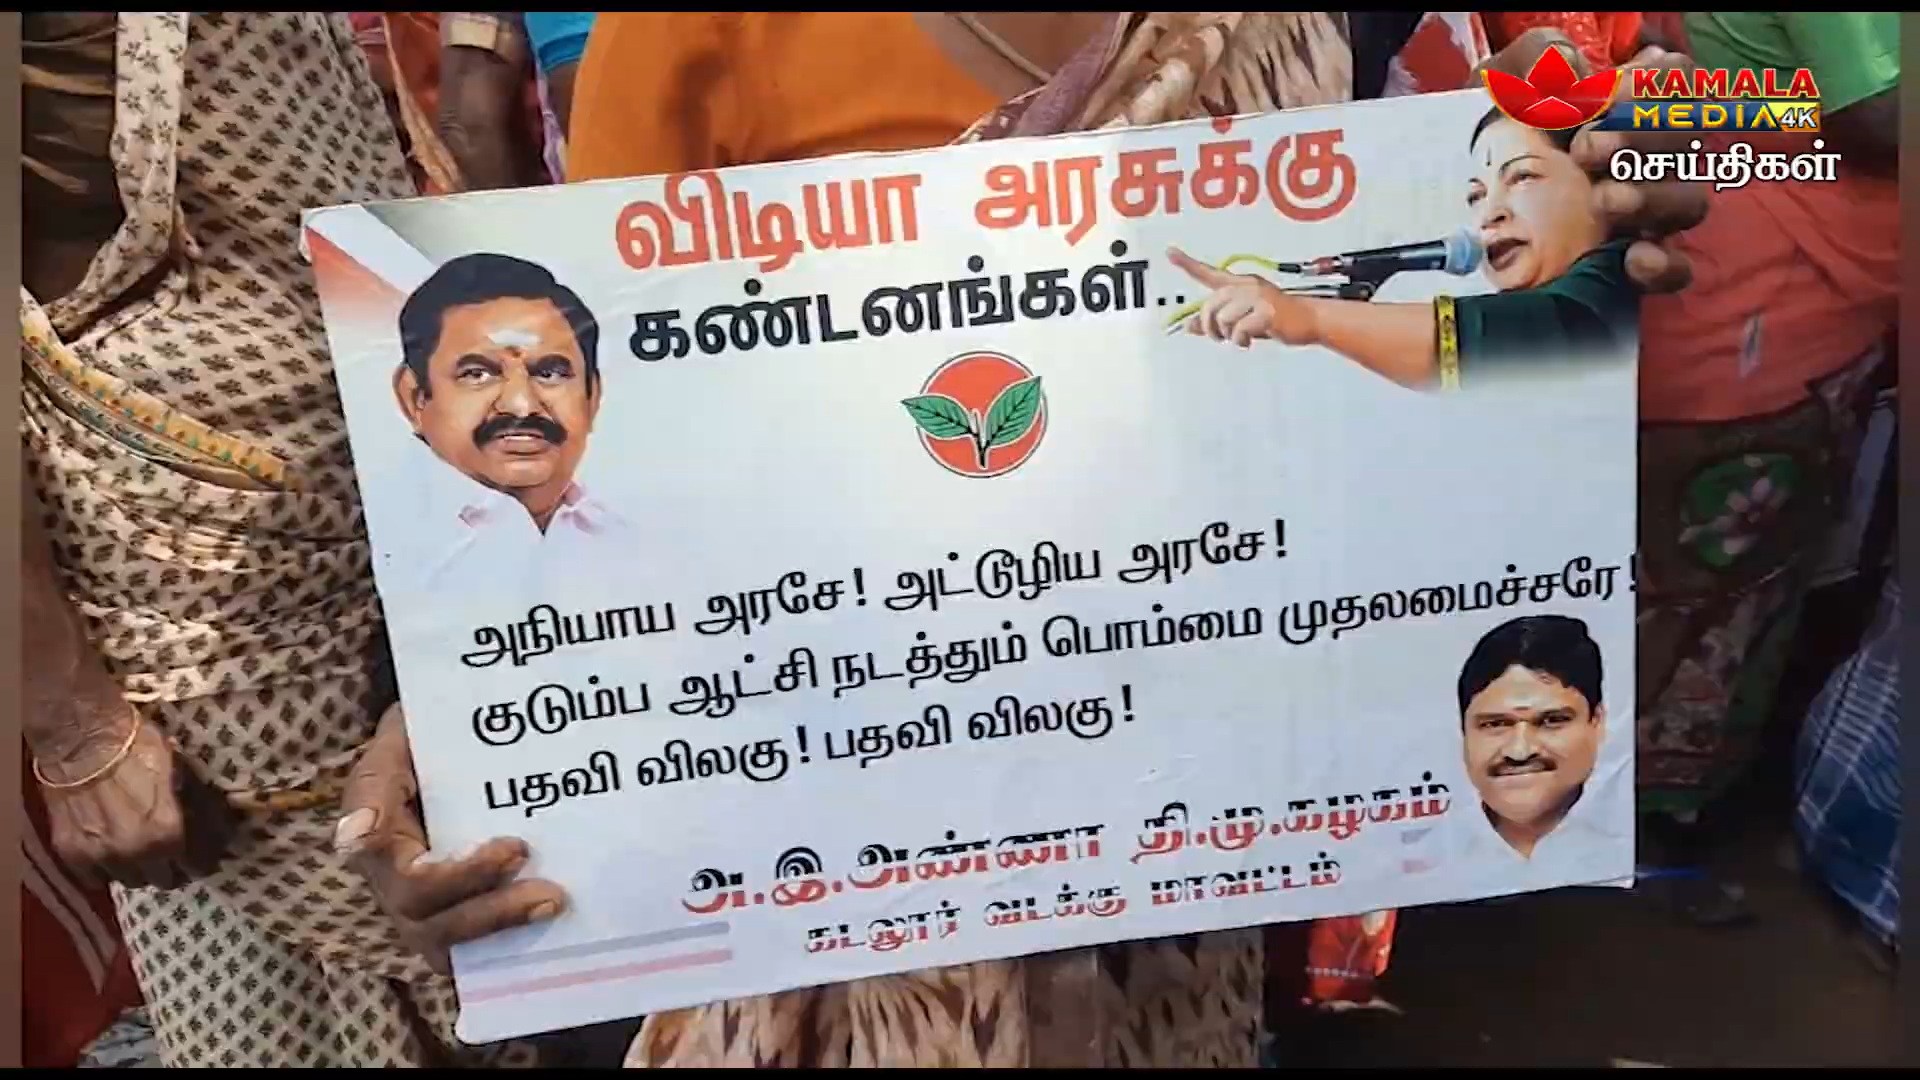 KAMALA
MEDIA 4K
செய்திகள்
விடியா அரசுக்கு
கண்டனங்கள்..
அநியாய அரசே! அட்டூழிய அரசே!
குடும்ப ஆட்சி நடத்தும் பொம்மை முதலமைச்சரே!
பதவி விலகு! பதவி விலகு!
அ.இ.அண்ணா தி.மு.கழகம்
கடலூர் வடக்கு மாவட்டம்